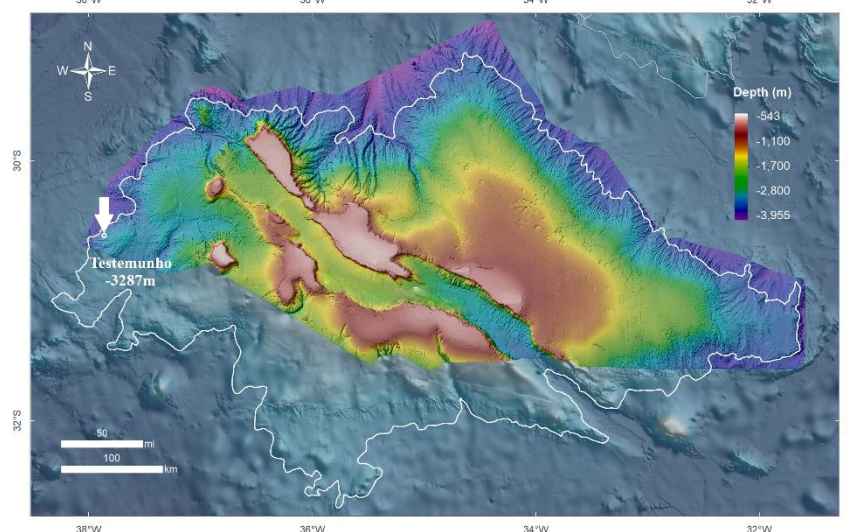 38°W 36°W 34°W 32°W
N
W E
S
Depth (m)
-543
-1,100
-1,700
-2,800
-3,955
30°S
Testemunho
-3287m
32°S
50
mi
100
km
38°W 36°W 34°W 32°W